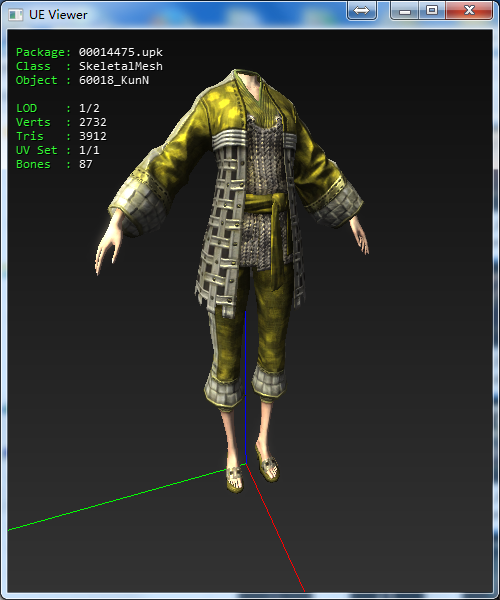 UE Viewer
Package: 00014475.upk
Class  : SkeletalMesh
Object : 60018_KunN
LOD    : 1/2
Verts  : 2732
Tris   : 3912
UV Set : 1/1
Bones  : 87